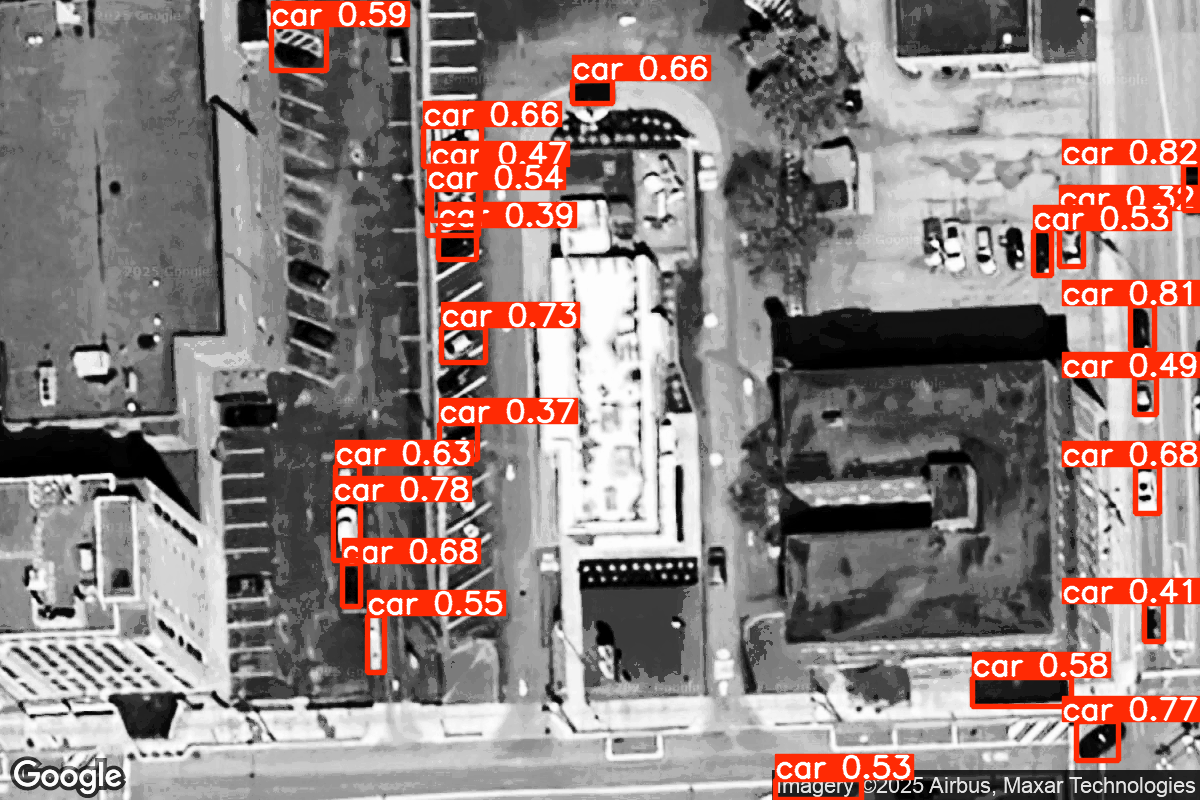 car 0.59
car 0.66
car 0.66
car 0.47
car 0.54
car 0.39
car 0.82
car 0.32
car 0.53
car 0.73
car 0.81
car 0.49
car 0.37
car 0.63
car 0.68
car 0.78
car 0.68
car 0.55
car 0.41
car 0.58
car 0.77
car 0.53
Google
Imagery ©2025 Airbus, Maxar Technologies